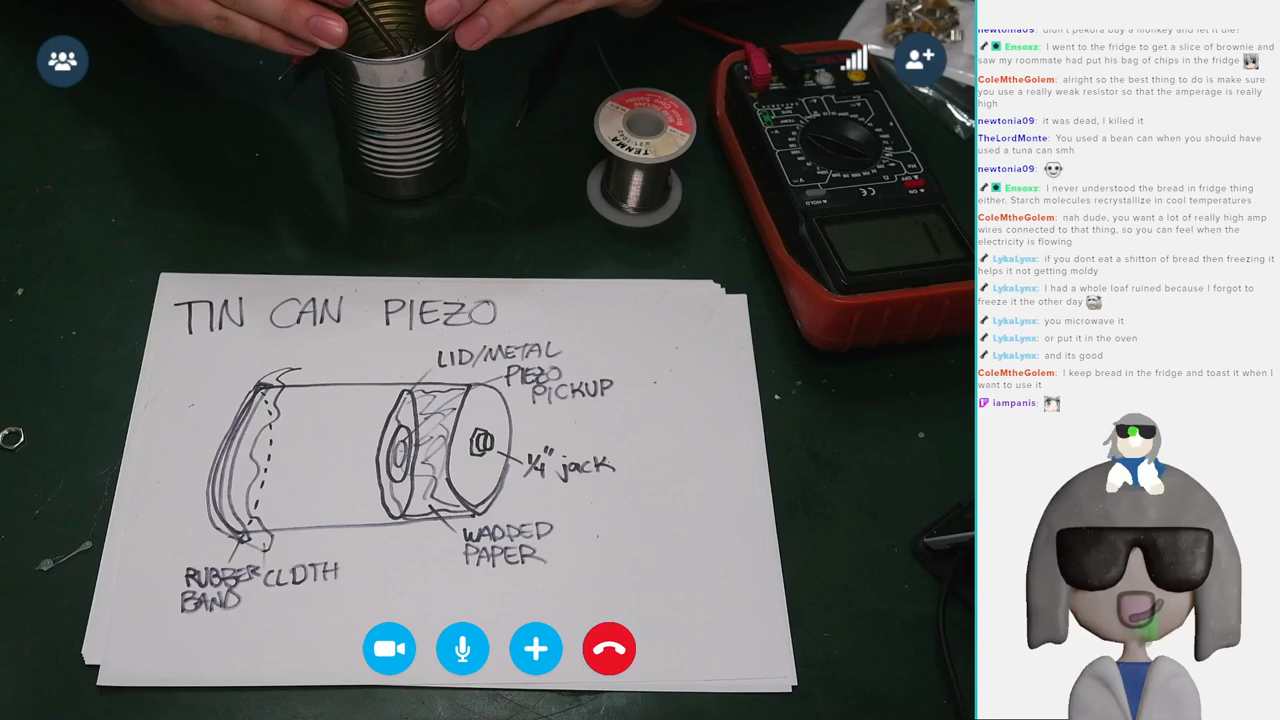 TIN CAN PIEZO
LID/METAL
PIEZO
PICKUP
1/4" jack
WADDED
PAPER
RUBBER
BAND
CLOTH
TENMA
HOLD
newtonia09: didn't pekora buy a monkey and let it die?
Ensoxz: I went to the fridge to get a slice of brownie and
saw my roommate had put his bag of chips in the fridge
ColeMtheGolem: alright so the best thing to do is make sure
you use a really weak resistor so that the amperage is really
high
newtonia09: it was dead, I killed it
TheLordMonte: You used a bean can when you should have
used a tuna can smh
newtonia09:
Ensoxz: I never understood the bread in fridge thing
either. Starch molecules recrystallize in cool temperatures
ColeMtheGolem: nah dude, you want a lot of really high amp
wires connected to that thing, so you can feel when the
electricity is flowing
LykaLynx: if you dont eat a shitton of bread then freezing it
helps it not getting moldy
LykaLynx: I had a whole loaf ruined because I forgot to
freeze it the other day
LykaLynx: you microwave it
LykaLynx: or put it in the oven
LykaLynx: and its good
ColeMtheGolem: I keep bread in the fridge and toast it when I
want to use it
iampanis: